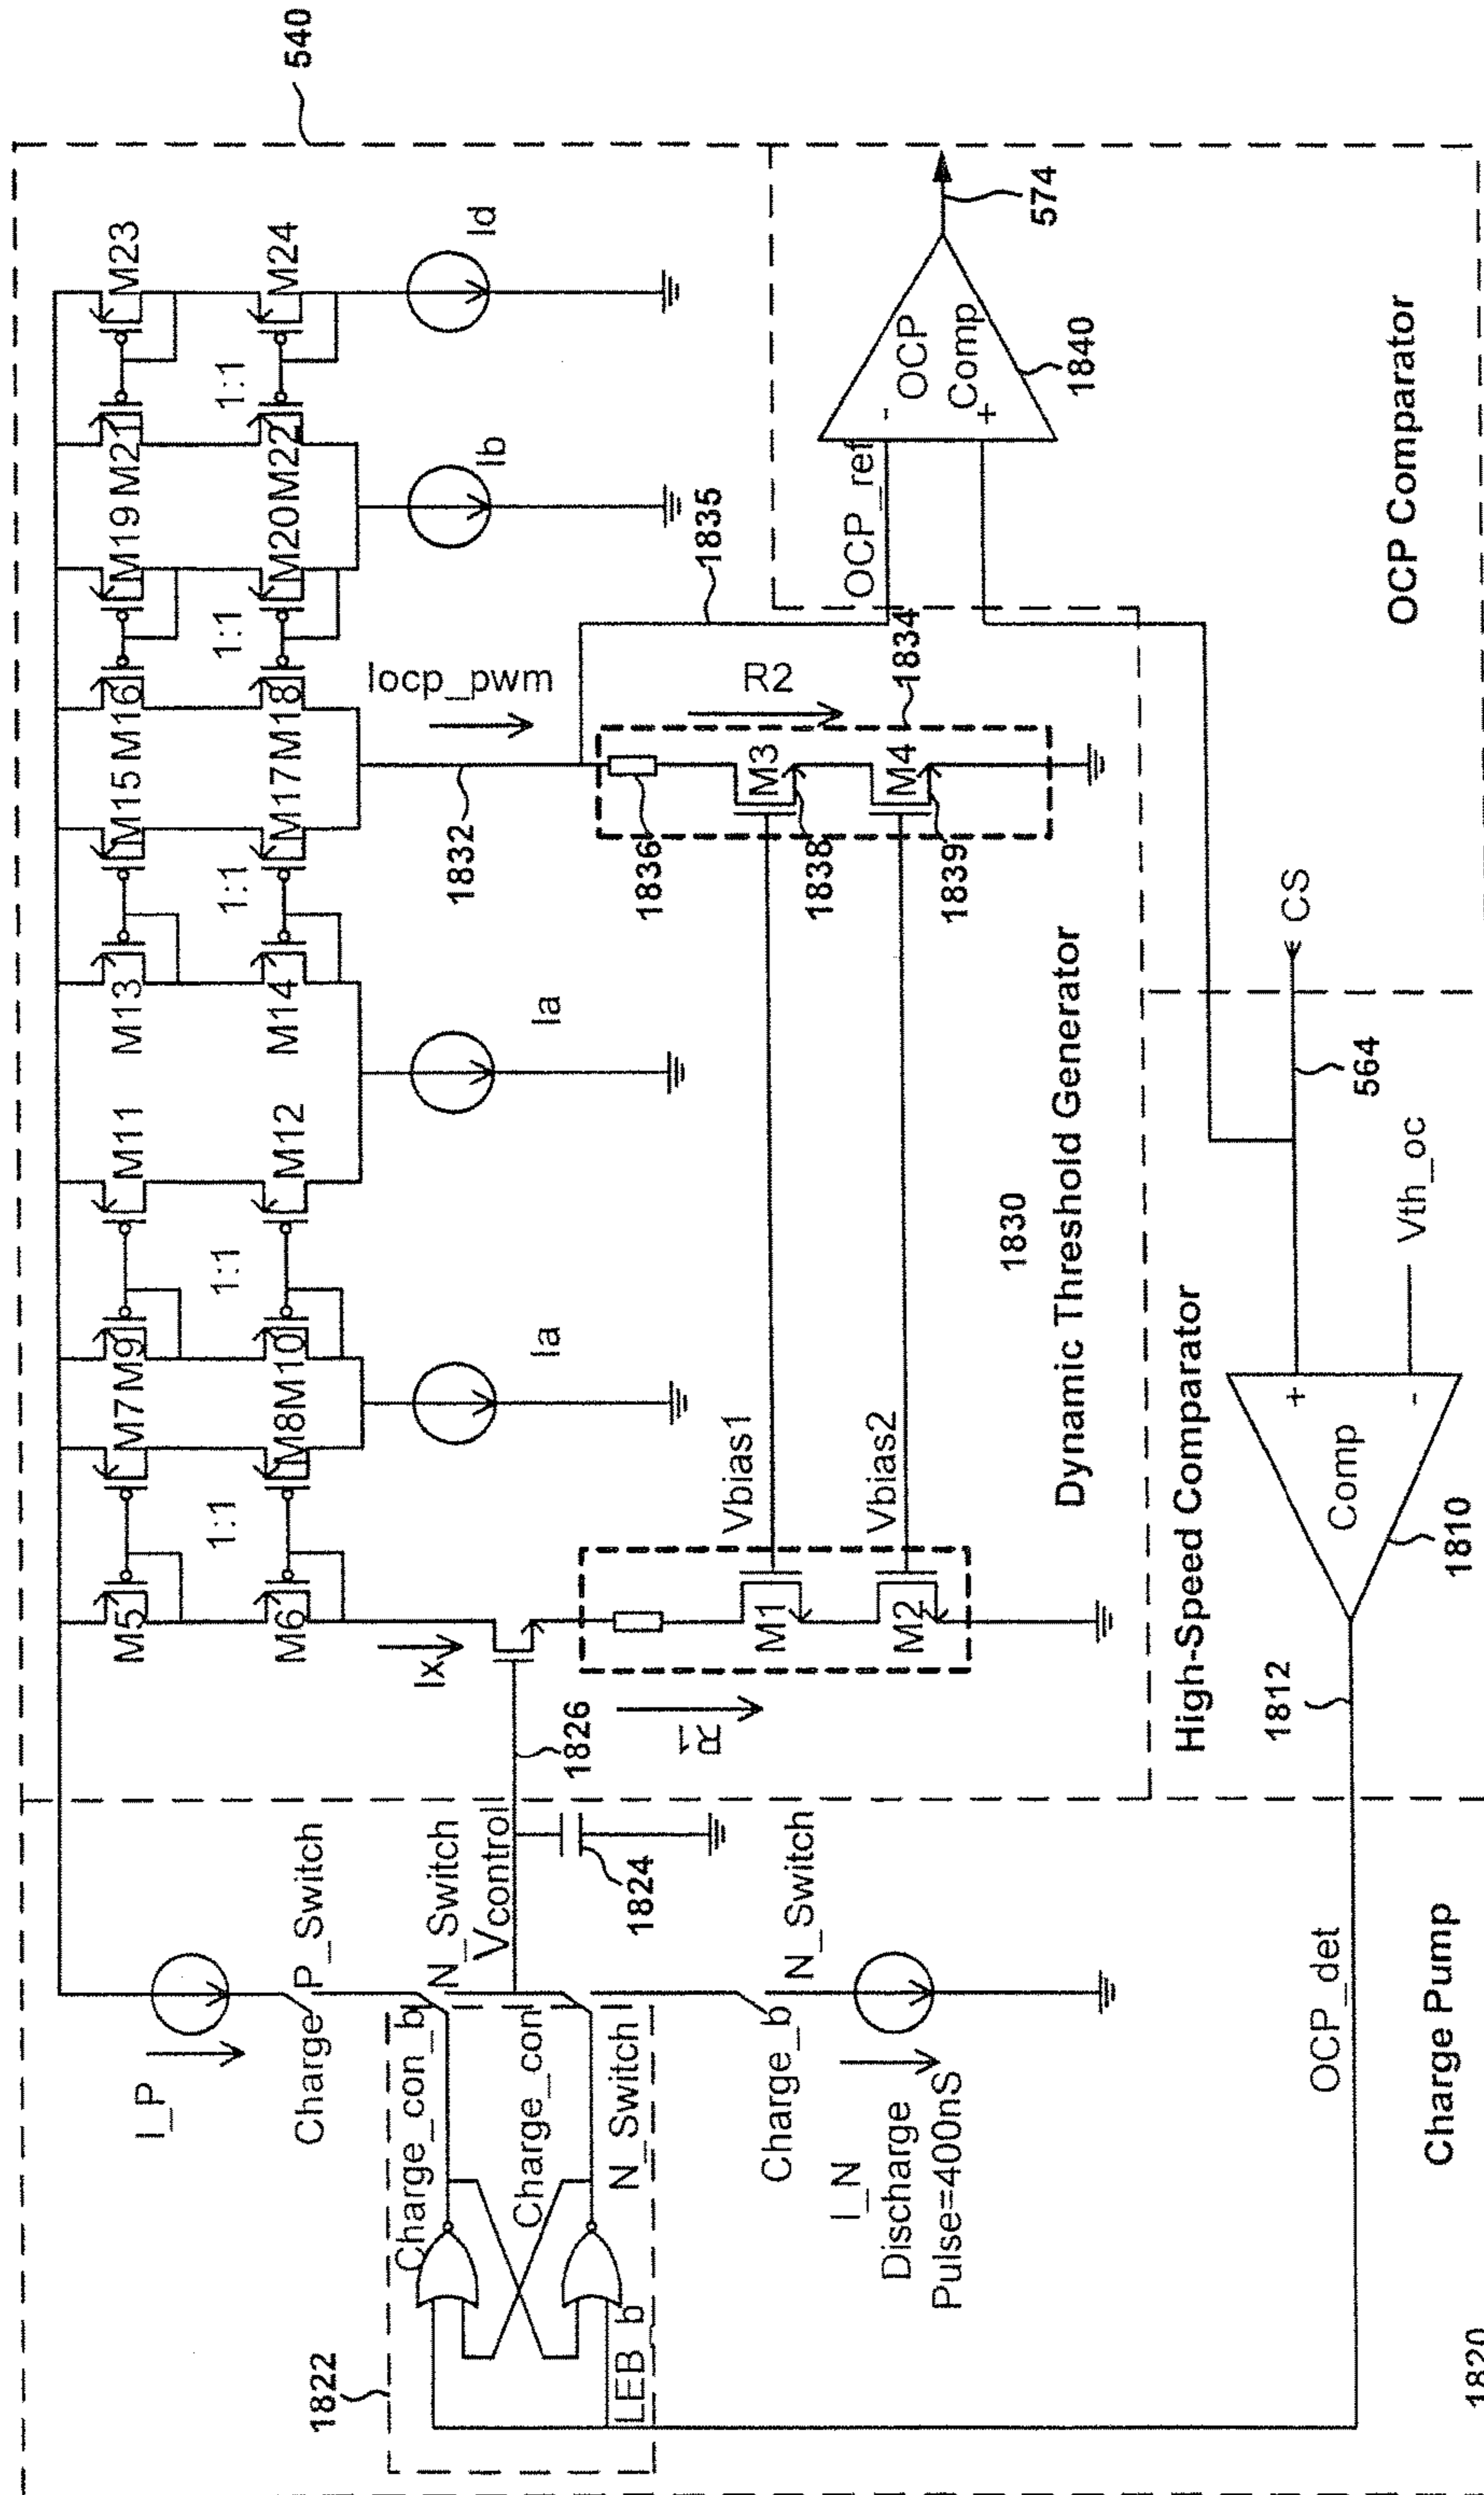 540
M5
M7
M9
M11
M13
M15
M16
M19
M21
M23
1:1
1:1
1:1
1:1
1:1
M6
M8
M10
M12
M14
M17
M18
M20
M22
M24
Ix
Ia
Ia
Ib
Id
Iocp_pwm
1832
1835
I_P
Charge
P_Switch
Charge_con_b
N_Switch
Vcontrol
1826
R1
R2
1834
1836
M3
1838
M4
1839
M1
M2
Vbias1
Vbias2
1824
1822
Charge_con
N_Switch
LEB_b
Charge_b
N_Switch
I_N
Discharge
Pulse=400nS
1830
Dynamic Threshold Generator
OCP_ref
-
OCP
Comp
+
574
1840
OCP Comparator
CS
564
Vth_oc
High-Speed Comparator
+
-
Comp
1810
1812
OCP_det
Charge Pump
1820